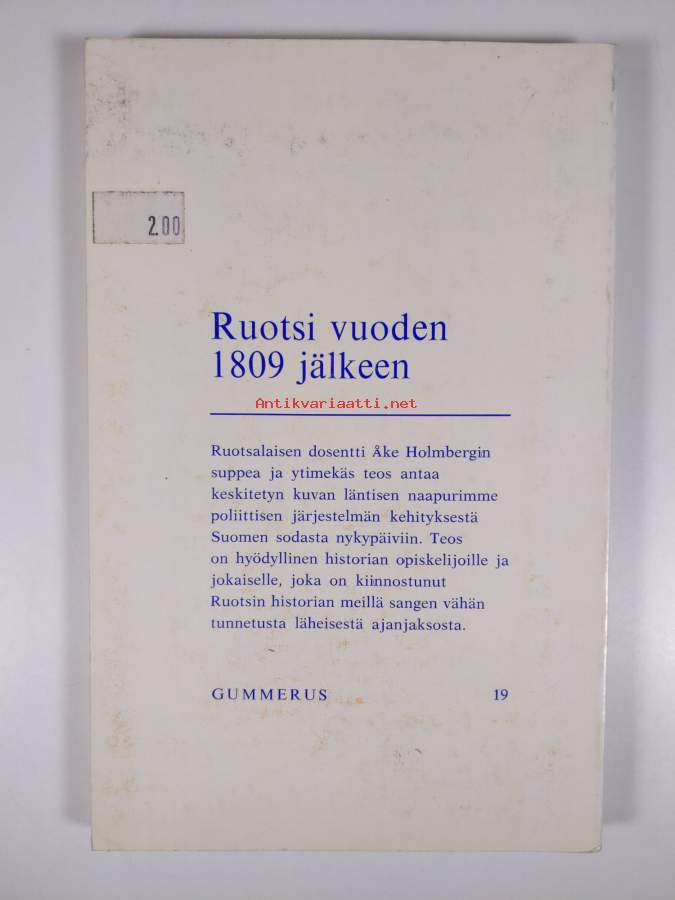 2.00
Ruotsi vuoden
1809 jälkeen
Antikvariaatti.net
Ruotsalaisen dosentti Åke Holmbergin
suppea ja ytimekäs teos antaa
keskitetyn kuvan läntisen naapurimme
poliittisen järjestelmän kehityksestä
Suomen sodasta nykypäiviin. Teos
on hyödyllinen historian opiskelijoille ja
jokaiselle, joka on kiinnostunut
Ruotsin historian meillä sangen vähän
tunnetusta läheisestä ajanjaksosta.
GUMMERUS 19